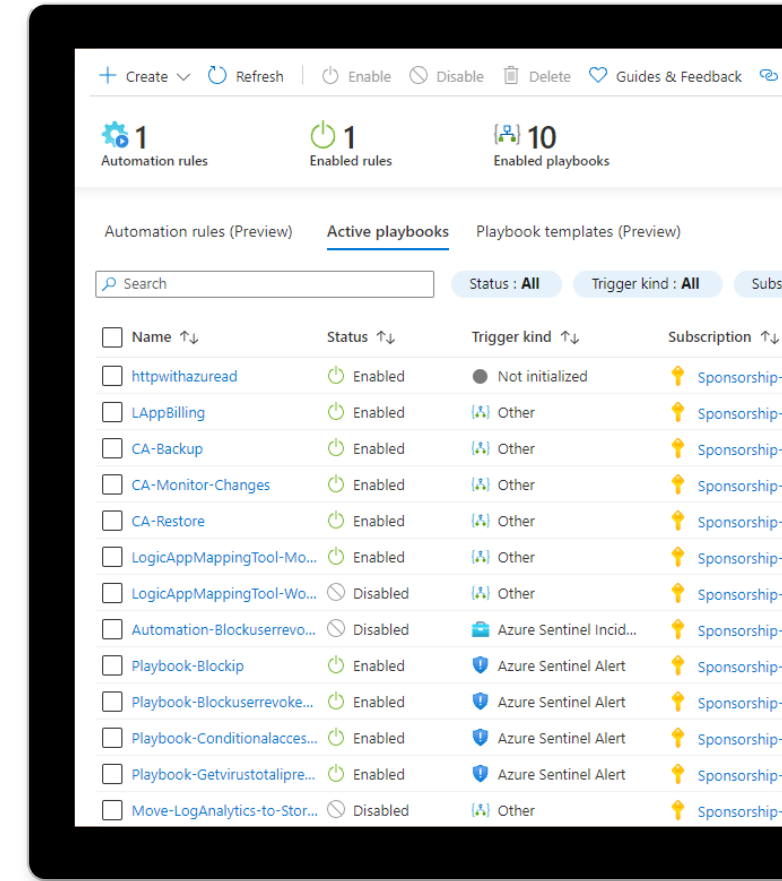 Create Refresh Enable Disable Delete Guides & Feedback
1 1 10
Automation rules Enabled rules Enabled playbooks
Automation rules (Preview) Active playbooks Playbook templates (Preview)
Search Status : All Trigger kind : All Subs
Name Status Trigger kind Subscription
httpwithazuread Enabled Not initialized Sponsorship-
LAppBilling Enabled Other Sponsorship-
CA-Backup Enabled Other Sponsorship-
CA-Monitor-Changes Enabled Other Sponsorship-
CA-Restore Enabled Other Sponsorship-
LogicAppMappingTool-Mo... Enabled Other Sponsorship-
LogicAppMappingTool-Wo... Disabled Other Sponsorship-
Automation-Blockuserrevo... Disabled Azure Sentinel Incid... Sponsorship-
Playbook-Blockip Enabled Azure Sentinel Alert Sponsorship-
Playbook-Blockuserrevoke... Enabled Azure Sentinel Alert Sponsorship-
Playbook-Conditionalacces... Enabled Azure Sentinel Alert Sponsorship-
Playbook-Getvirustotalipre... Enabled Azure Sentinel Alert Sponsorship-
Move-LogAnalytics-to-Stor... Disabled Other Sponsorship-